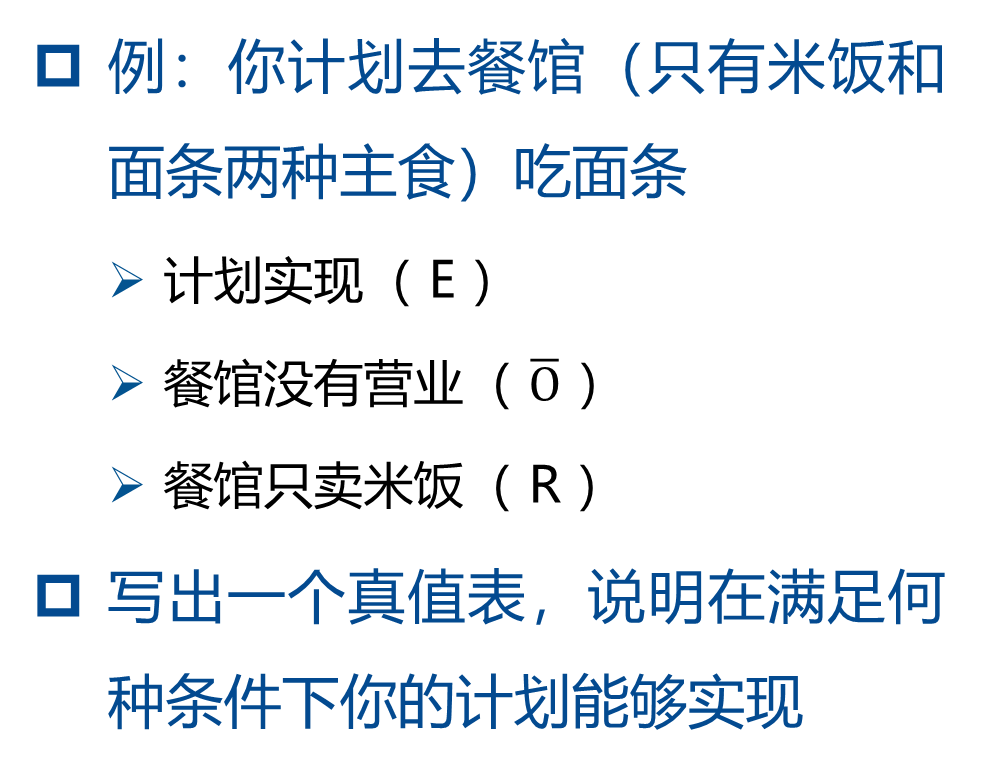 例：你计划去餐馆（只有米饭和
面条两种主食）吃面条
计划实现（ E ）
餐馆没有营业（ O̅ ）
餐馆只卖米饭（ R ）
写出一个真值表，说明在满足何
种条件下你的计划能够实现